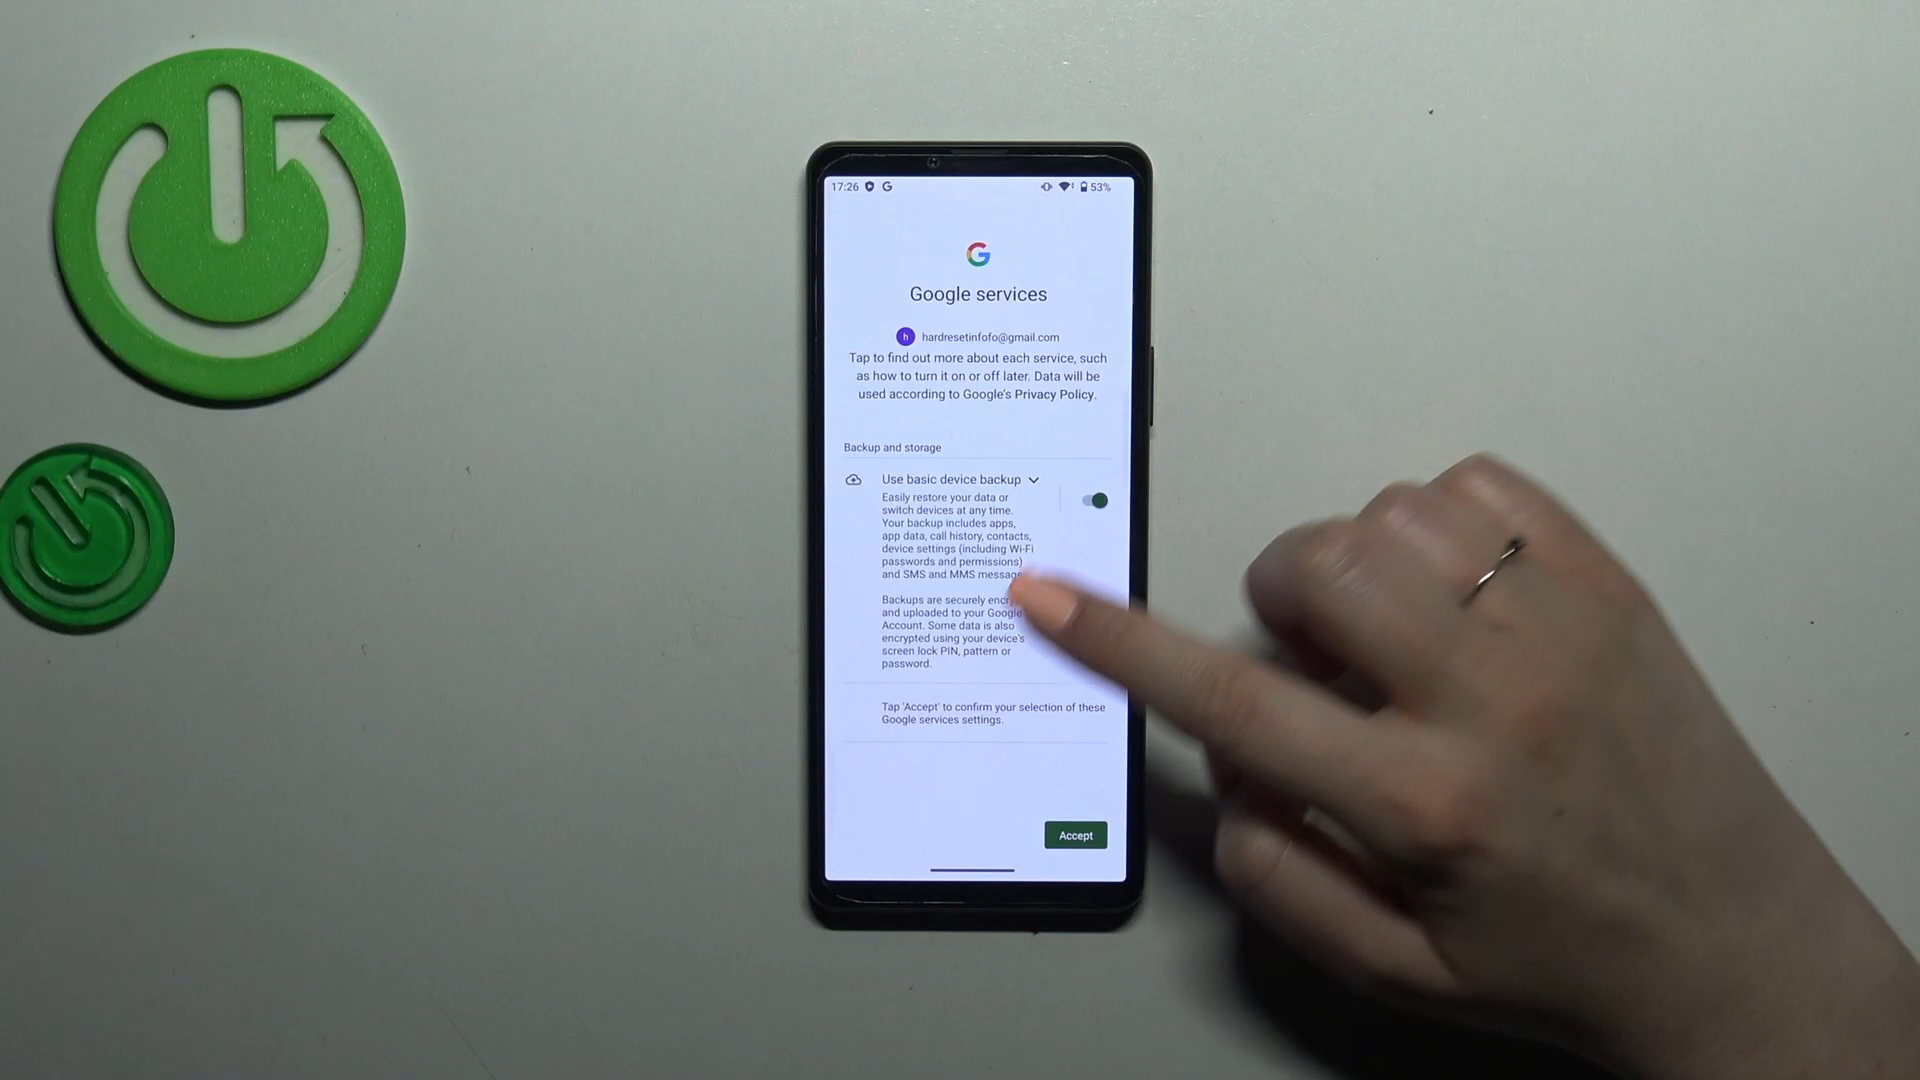 17:26 G 53%
Google services
h hardresetinfofo@gmail.com
Tap to find out more about each service, such
as how to turn it on or off later. Data will be
used according to Google's Privacy Policy.
Backup and storage
Use basic device backup
Easily restore your data or
switch devices at any time.
Your backup includes apps,
app data, call history, contacts,
device settings (including Wi-Fi
passwords and permissions)
and SMS and MMS
Backups are securely
and uploaded to your Google
Account. Some data is also
encrypted using your device's
screen lock PIN, pattern or
password.
Tap 'Accept' to confirm your selection of these
Google services settings.
Accept